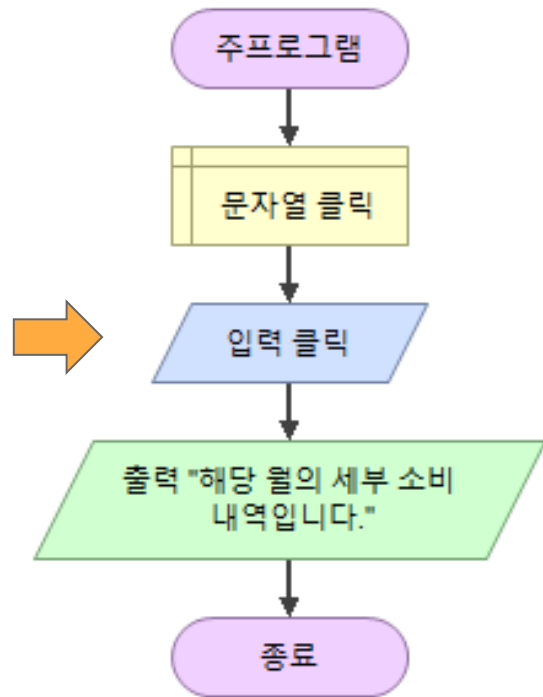 주프로그램
문자열 클릭
입력 클릭
출력 "해당 월의 세부 소비
내역입니다."
종료